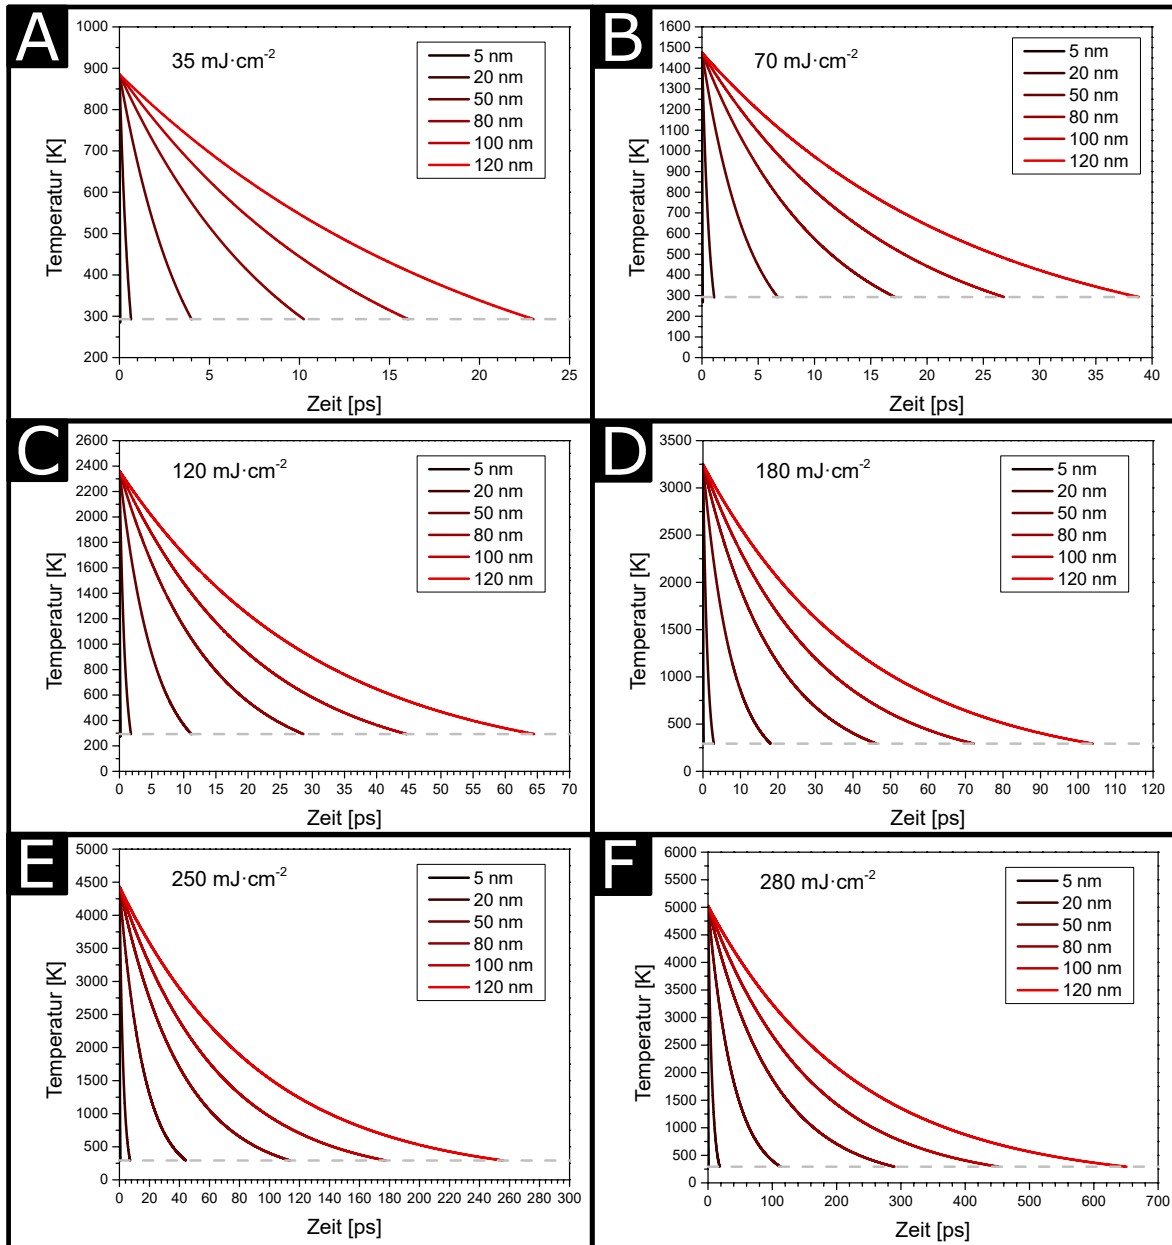 A
35 mJ·cm-2
5 nm
20 nm
50 nm
80 nm
100 nm
120 nm
1000
900
800
700
600
500
400
300
200
Temperatur [K]
0 5 10 15 20 25
Zeit [ps]
B
70 mJ·cm-2
5 nm
20 nm
50 nm
80 nm
100 nm
120 nm
1600
1500
1400
1300
1200
1100
1000
900
800
700
600
500
400
300
200
100
0
Temperatur [K]
0 5 10 15 20 25 30 35 40
Zeit [ps]
C
120 mJ·cm-2
5 nm
20 nm
50 nm
80 nm
100 nm
120 nm
2600
2400
2200
2000
1800
1600
1400
1200
1000
800
600
400
200
0
Temperatur [K]
0 5 10 15 20 25 30 35 40 45 50 55 60 65 70
Zeit [ps]
D
180 mJ·cm-2
5 nm
20 nm
50 nm
80 nm
100 nm
120 nm
3500
3000
2500
2000
1500
1000
500
0
Temperatur [K]
0 10 20 30 40 50 60 70 80 90 100 110 120
Zeit [ps]
E
250 mJ·cm-2
5 nm
20 nm
50 nm
80 nm
100 nm
120 nm
5000
4500
4000
3500
3000
2500
2000
1500
1000
500
0
Temperatur [K]
0 20 40 60 80 100 120 140 160 180 200 220 240 260 280 300
Zeit [ps]
F
280 mJ·cm-2
5 nm
20 nm
50 nm
80 nm
100 nm
120 nm
6000
5500
5000
4500
4000
3500
3000
2500
2000
1500
1000
500
0
Temperatur [K]
0 100 200 300 400 500 600 700
Zeit [ps]